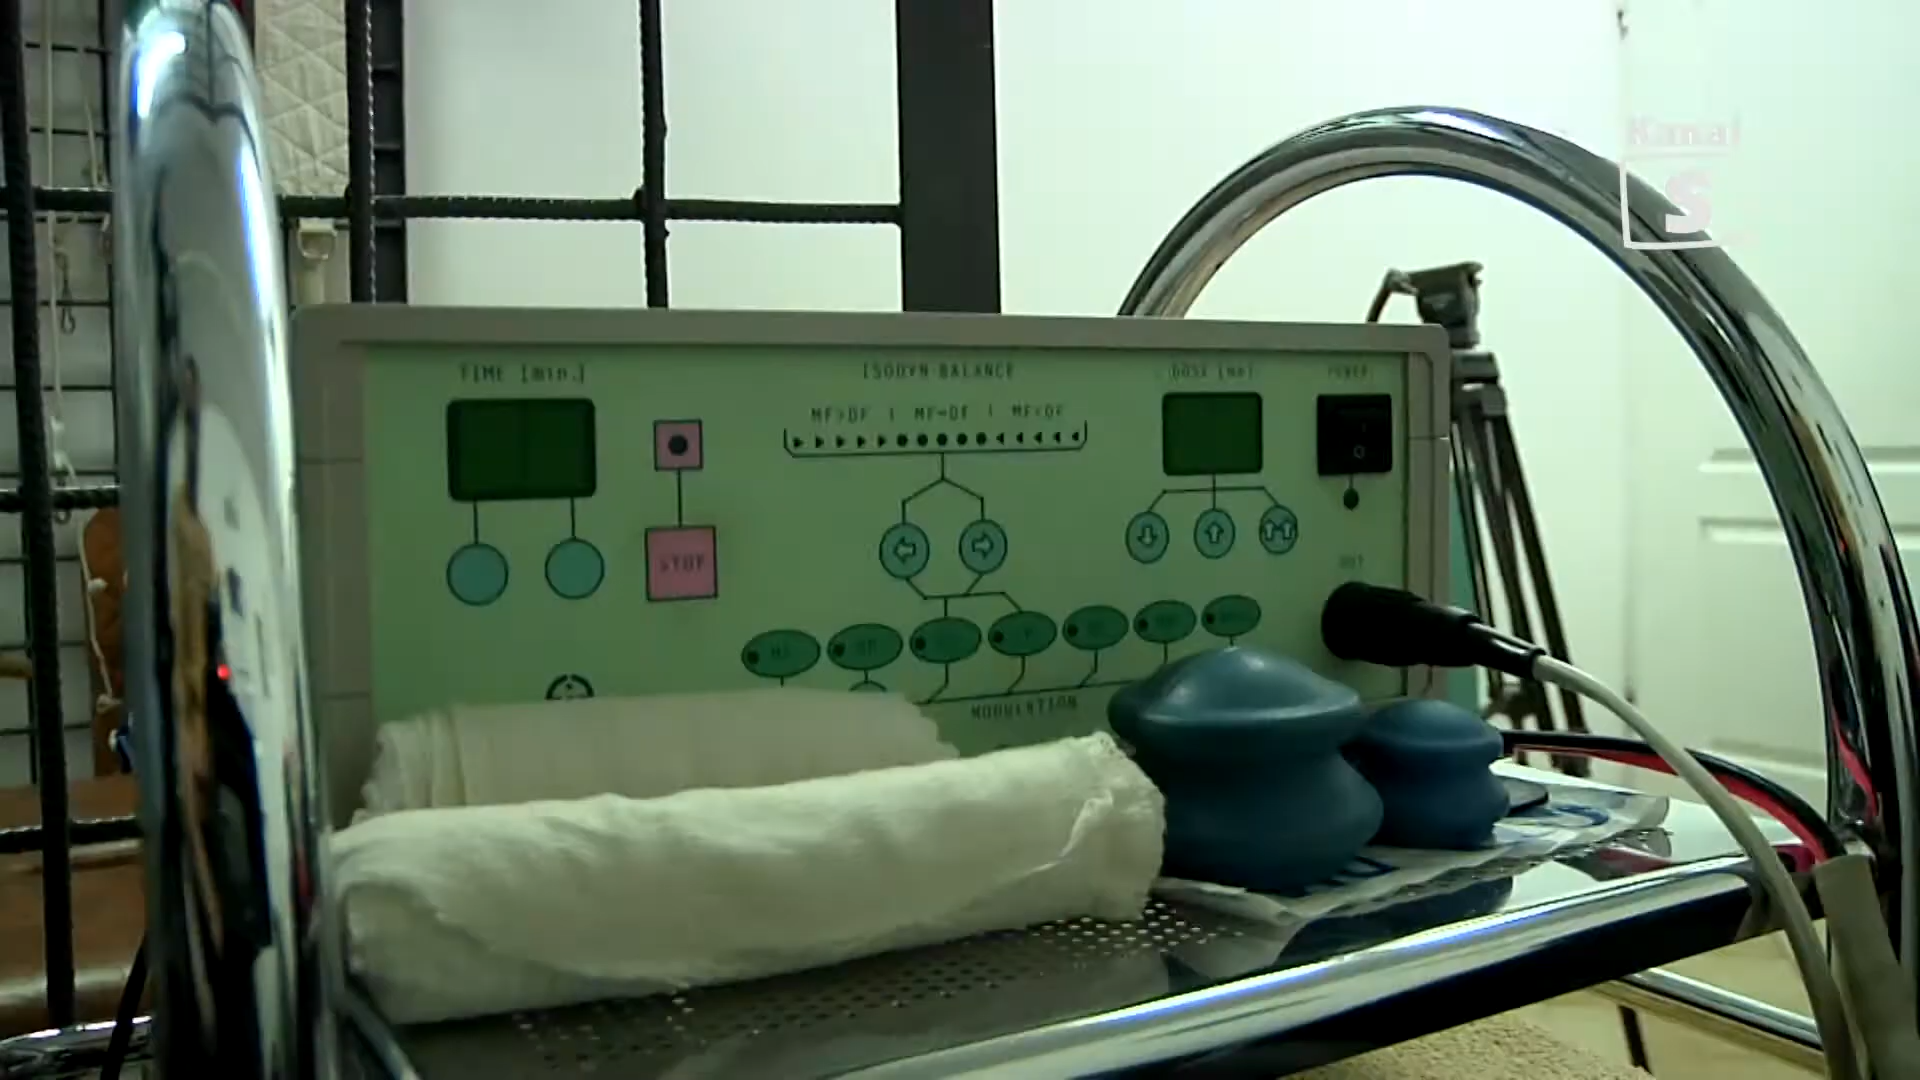 Kanal
S
TIME [min.]
ISODYN-BALANCE
DOSE [mA]
POWER
MF>DF | MF=DF | MF<DF
STOP
OUT
MODULATION